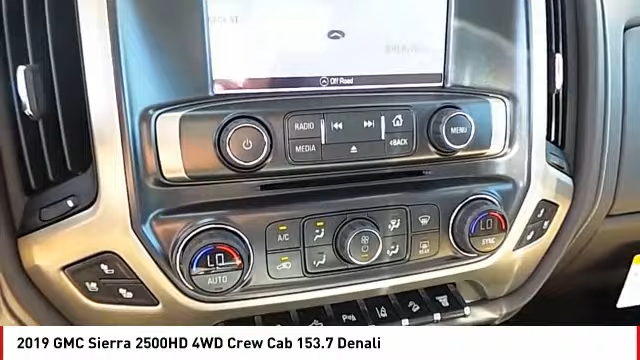 Off Road
RADIO
MEDIA
BACK
MENU
A/C
REAR
LO
AUTO
LO
SYNC
2019 GMC Sierra 2500HD 4WD Crew Cab 153.7 Denali